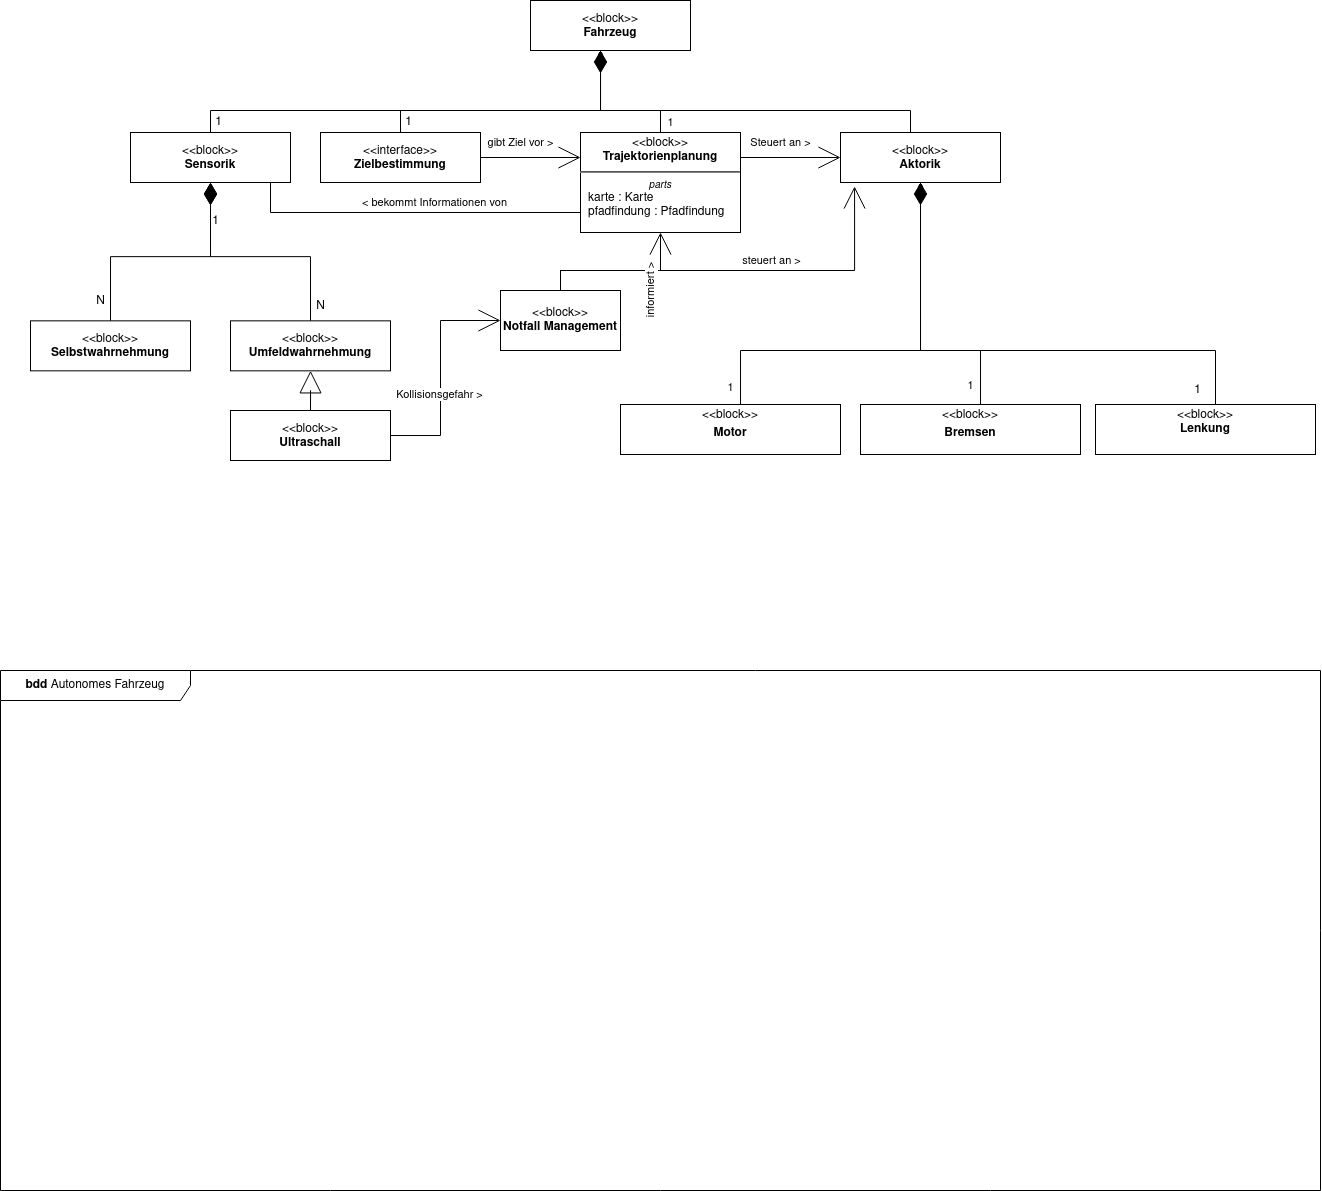 <<block>>
Fahrzeug
1
1
1
<<block>>
Sensorik
<<interface>>
Zielbestimmung
gibt Ziel vor >
<<block>>
Trajektorienplanung
Steuert an >
<<block>>
Aktorik
parts
karte : Karte
pfadfindung : Pfadfindung
< bekommt Informationen von
1
steuert an >
informiert >
N
N
<<block>>
Notfall Management
<<block>>
Selbstwahrnehmung
<<block>>
Umfeldwahrnehmung
Kollisionsgefahr >
1
1
1
<<block>>
Ultraschall
<<block>>
Motor
<<block>>
Bremsen
<<block>>
Lenkung
bdd Autonomes Fahrzeug